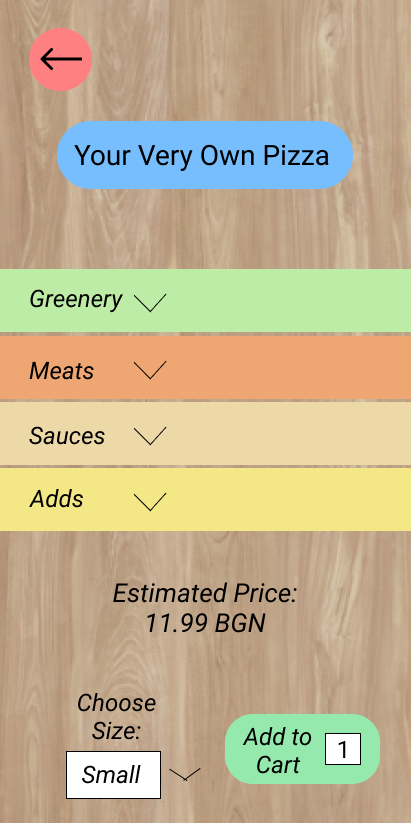 Your Very Own Pizza
Greenery
Meats
Sauces
Adds
Estimated Price:
11.99 BGN
Choose
Size:
Small
Add to
Cart
1